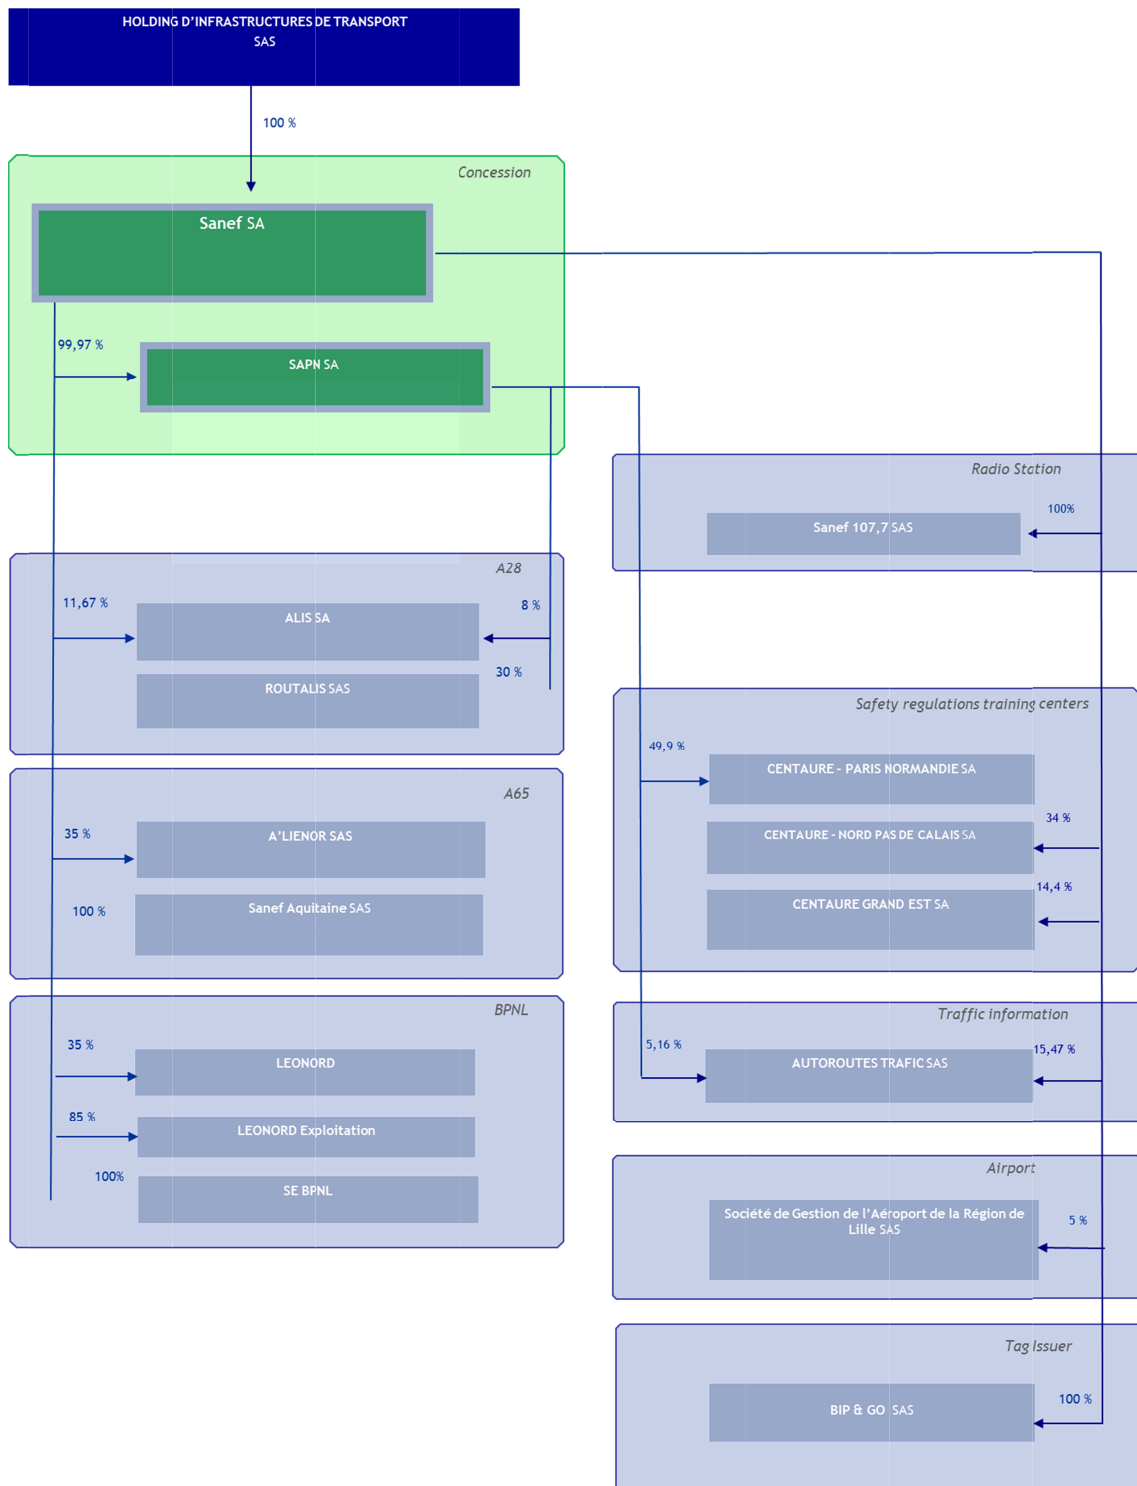 HOLDING D’INFRASTRUCTURES DE TRANSPORT
SAS
100 %
Concession
Sanef SA
99,97 %
SAPN SA
A28
11,67 %
ALIS SA
8 %
30 %
ROUTALIS SAS
A65
35 %
A’LIENOR SAS
100 %
Sanef Aquitaine SAS
BPNL
35 %
LEONORD
85 %
LEONORD Exploitation
100%
SE BPNL
Radio Station
100%
Sanef 107,7 SAS
Safety regulations training centers
49,9 %
CENTAURE - PARIS NORMANDIE SA
34 %
CENTAURE - NORD PAS DE CALAIS SA
14,4 %
CENTAURE GRAND EST SA
Traffic information
5,16 %
15,47 %
AUTOROUTES TRAFIC SAS
Airport
Société de Gestion de l’Aéroport de la Région de
Lille SAS
5 %
Tag Issuer
100 %
BIP & GO SAS